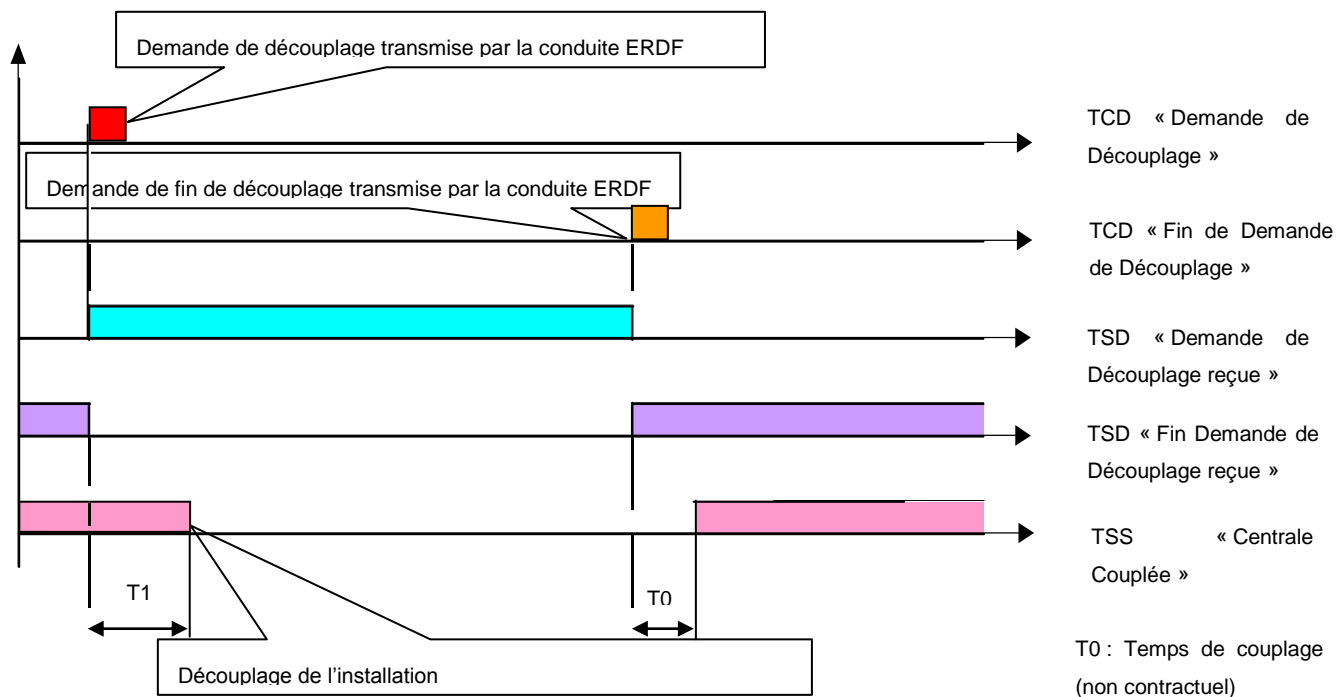 Demande de découplage transmise par la conduite ERDF
TCD « Demande de
Découplage »
Demande de fin de découplage transmise par la conduite ERDF
TCD « Fin de Demande
de Découplage »
TSD « Demande de
Découplage reçue »
TSD « Fin Demande de
Découplage reçue »
TSS « Centrale
Couplée »
T1
T0
Découplage de l'installation
T0 : Temps de couplage
(non contractuel)